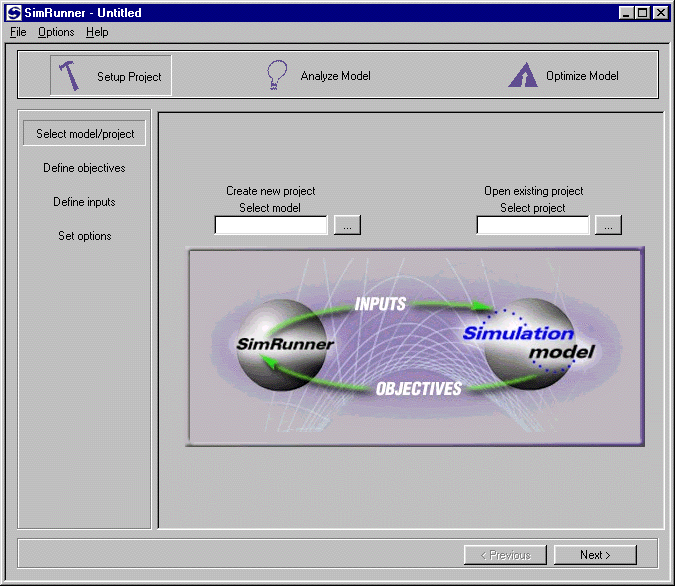 SimRunner - Untitled
File Options Help
Setup Project
Analyze Model
Optimize Model
Select model/project
Define objectives
Define inputs
Set options
Create new project
Select model
...
Open existing project
Select project
...
INPUTS
SimRunner
Simulation
model
OBJECTIVES
< Previous
Next >